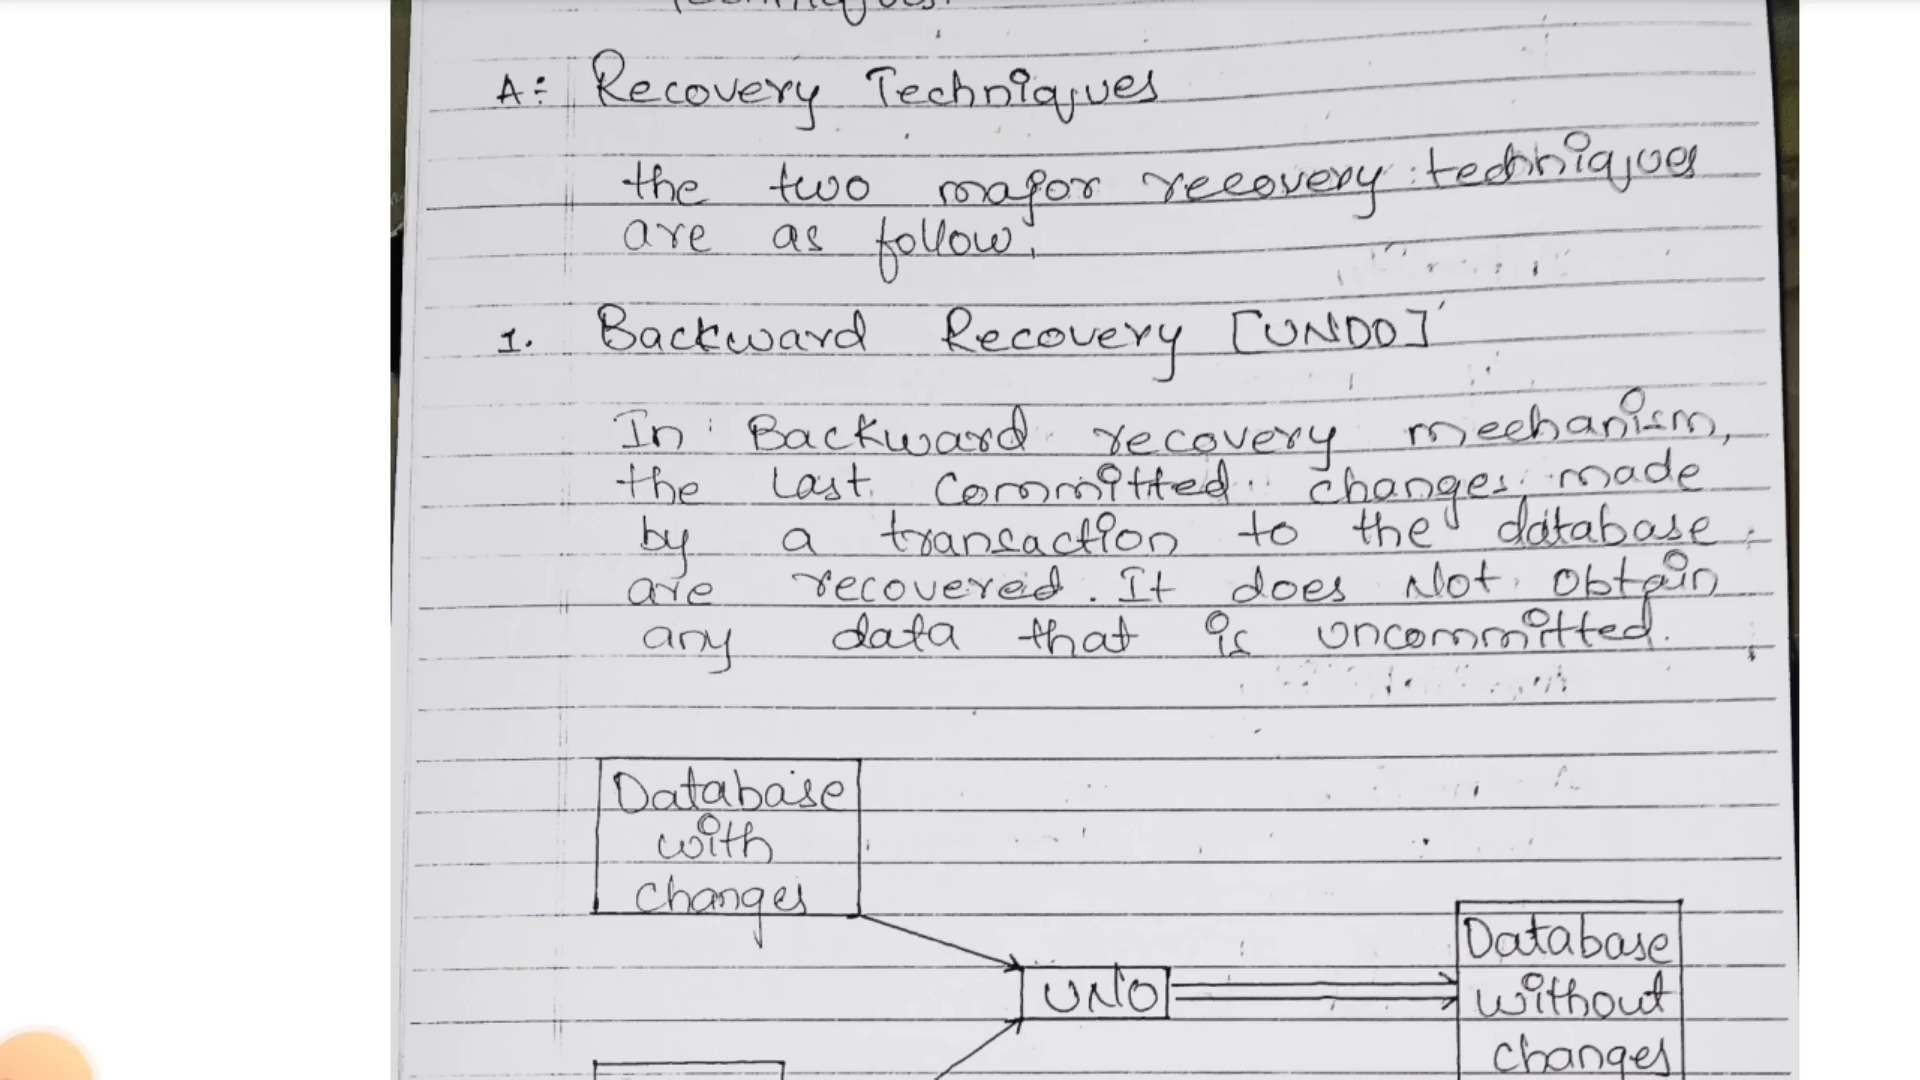 Techniques.
A: Recovery Techniques
the two major recovery techniques
are as follow,
1. Backward Recovery [UNDO]
In Backward recovery mechanism,
the Last committed changes made
by a transaction to the database
are recovered. It does Not obtain
any data that is uncommitted.
Database
with
changes
UNO
Database
without
changes